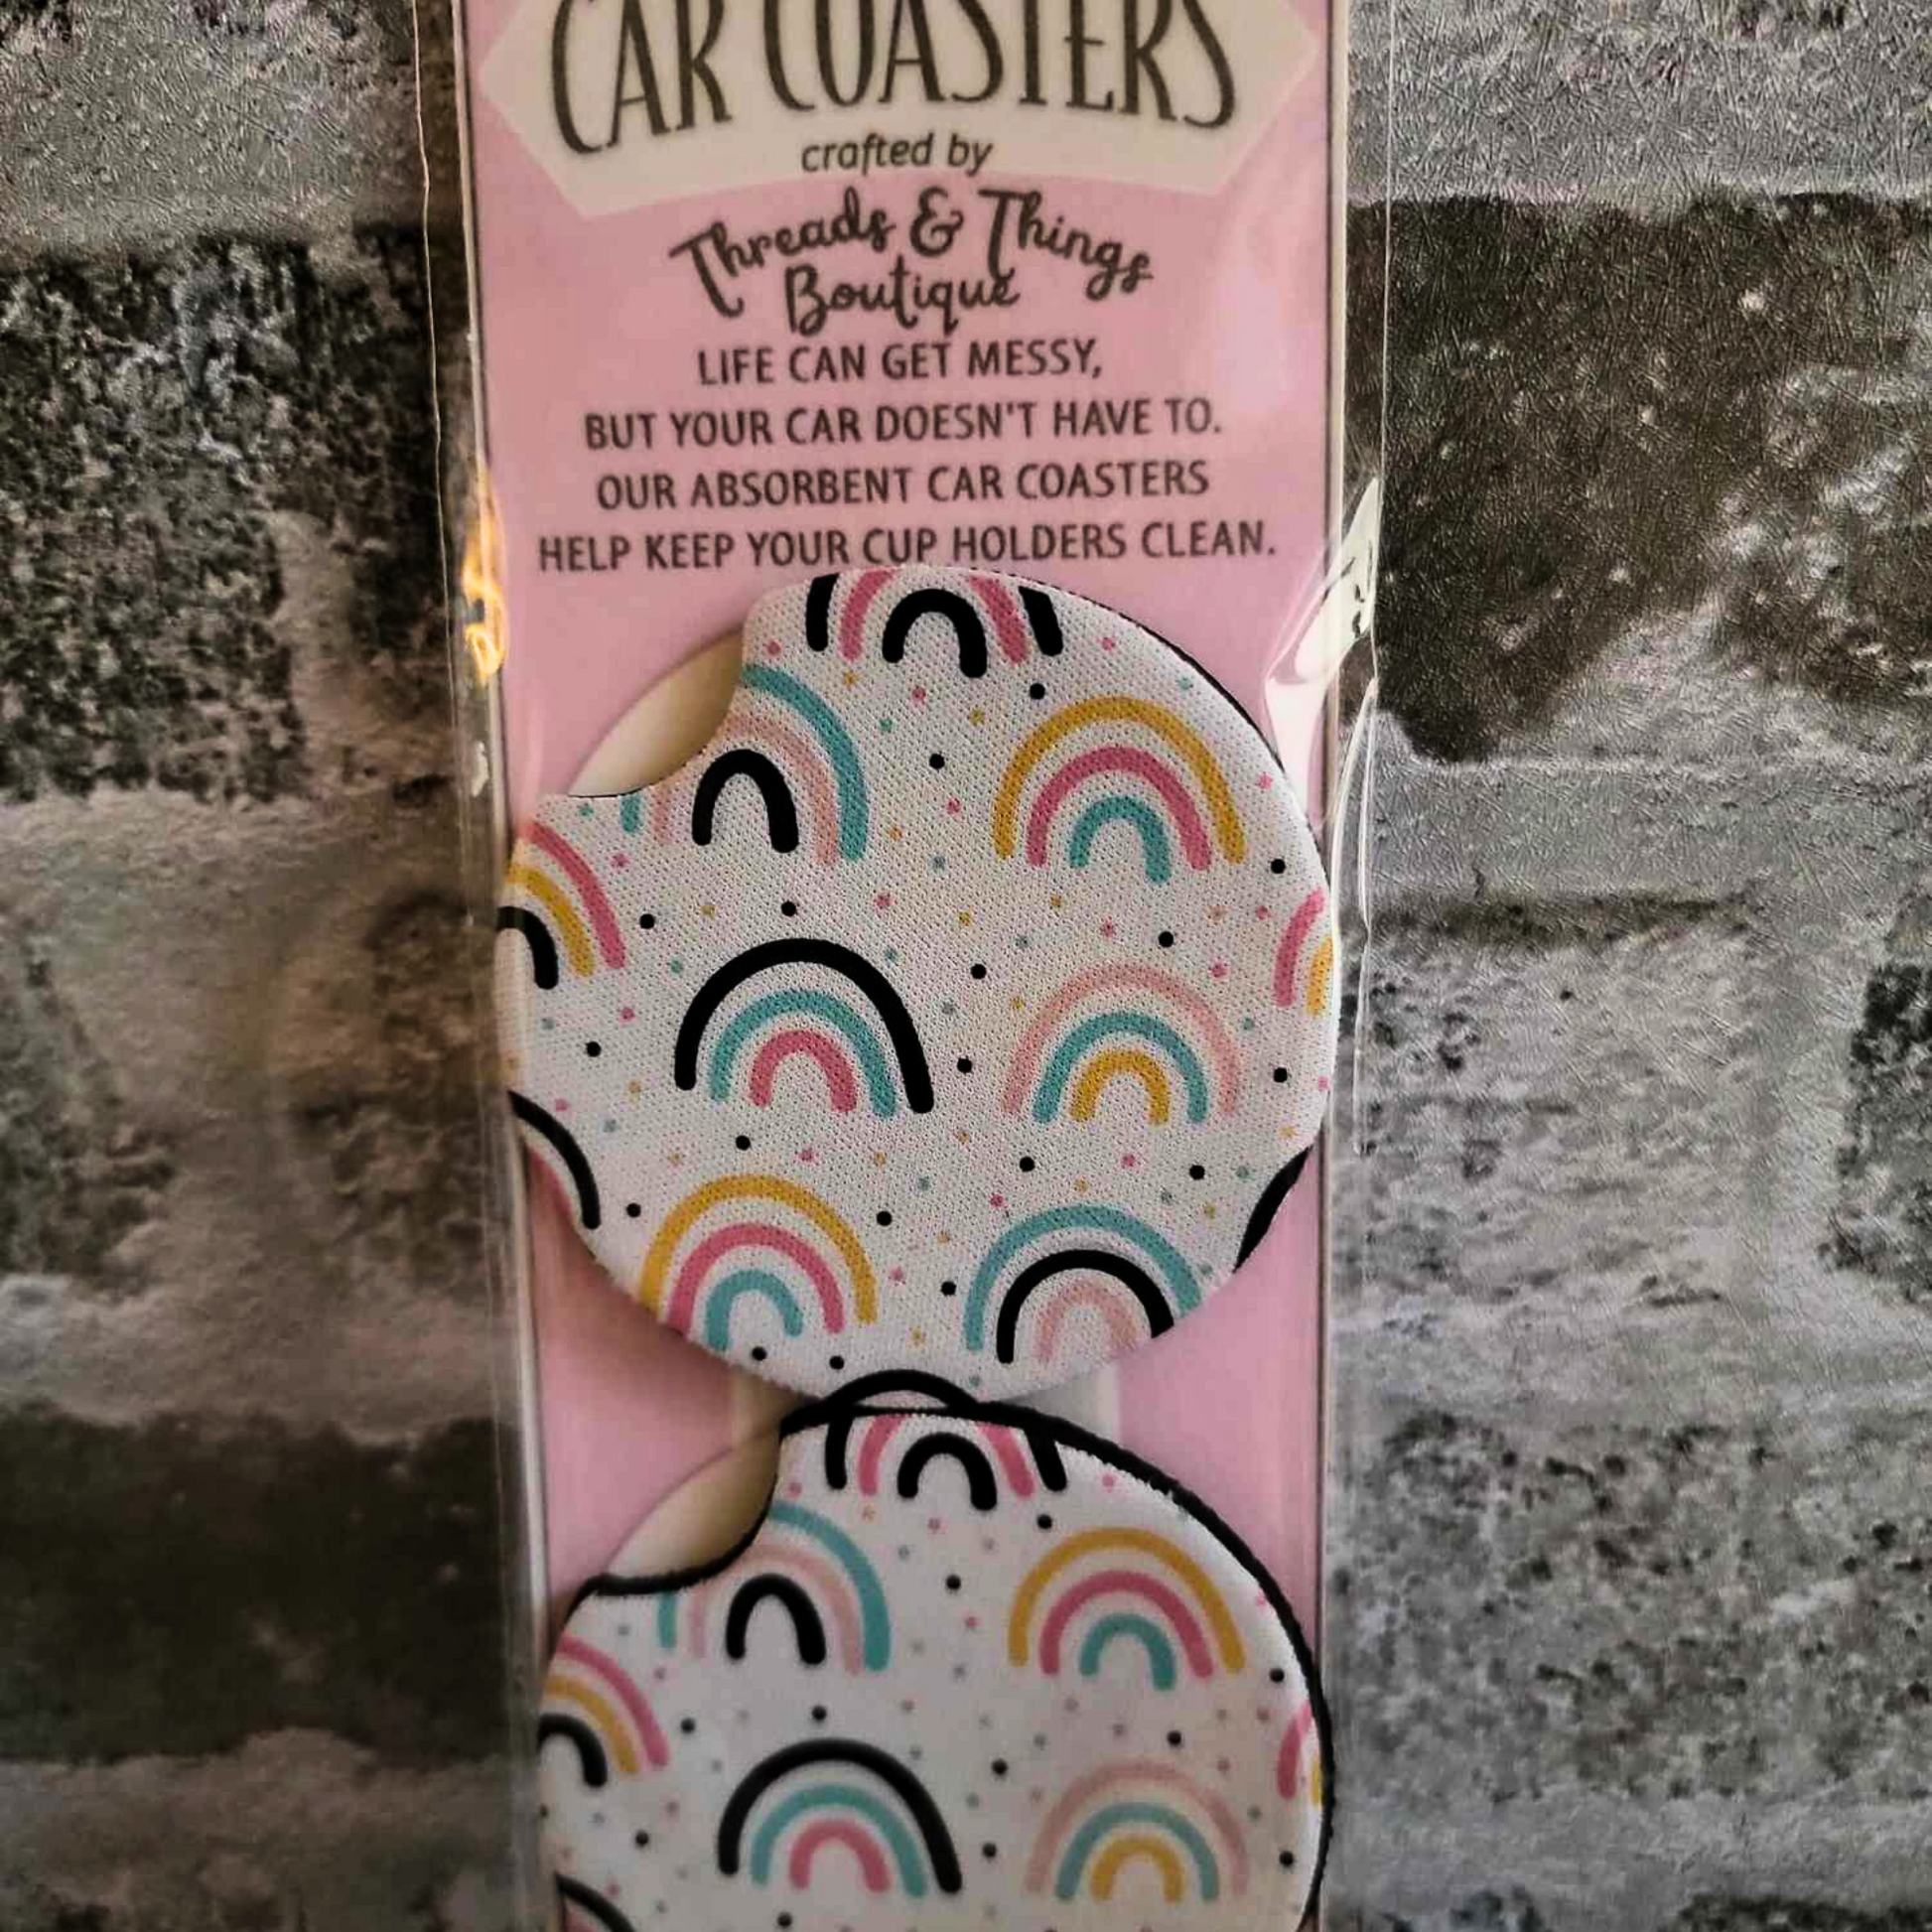 CAR COASTERS
crafted by
Threads & Things
Boutique
LIFE CAN GET MESSY,
BUT YOUR CAR DOESN'T HAVE TO.
OUR ABSORBENT CAR COASTERS
HELP KEEP YOUR CUP HOLDERS CLEAN.